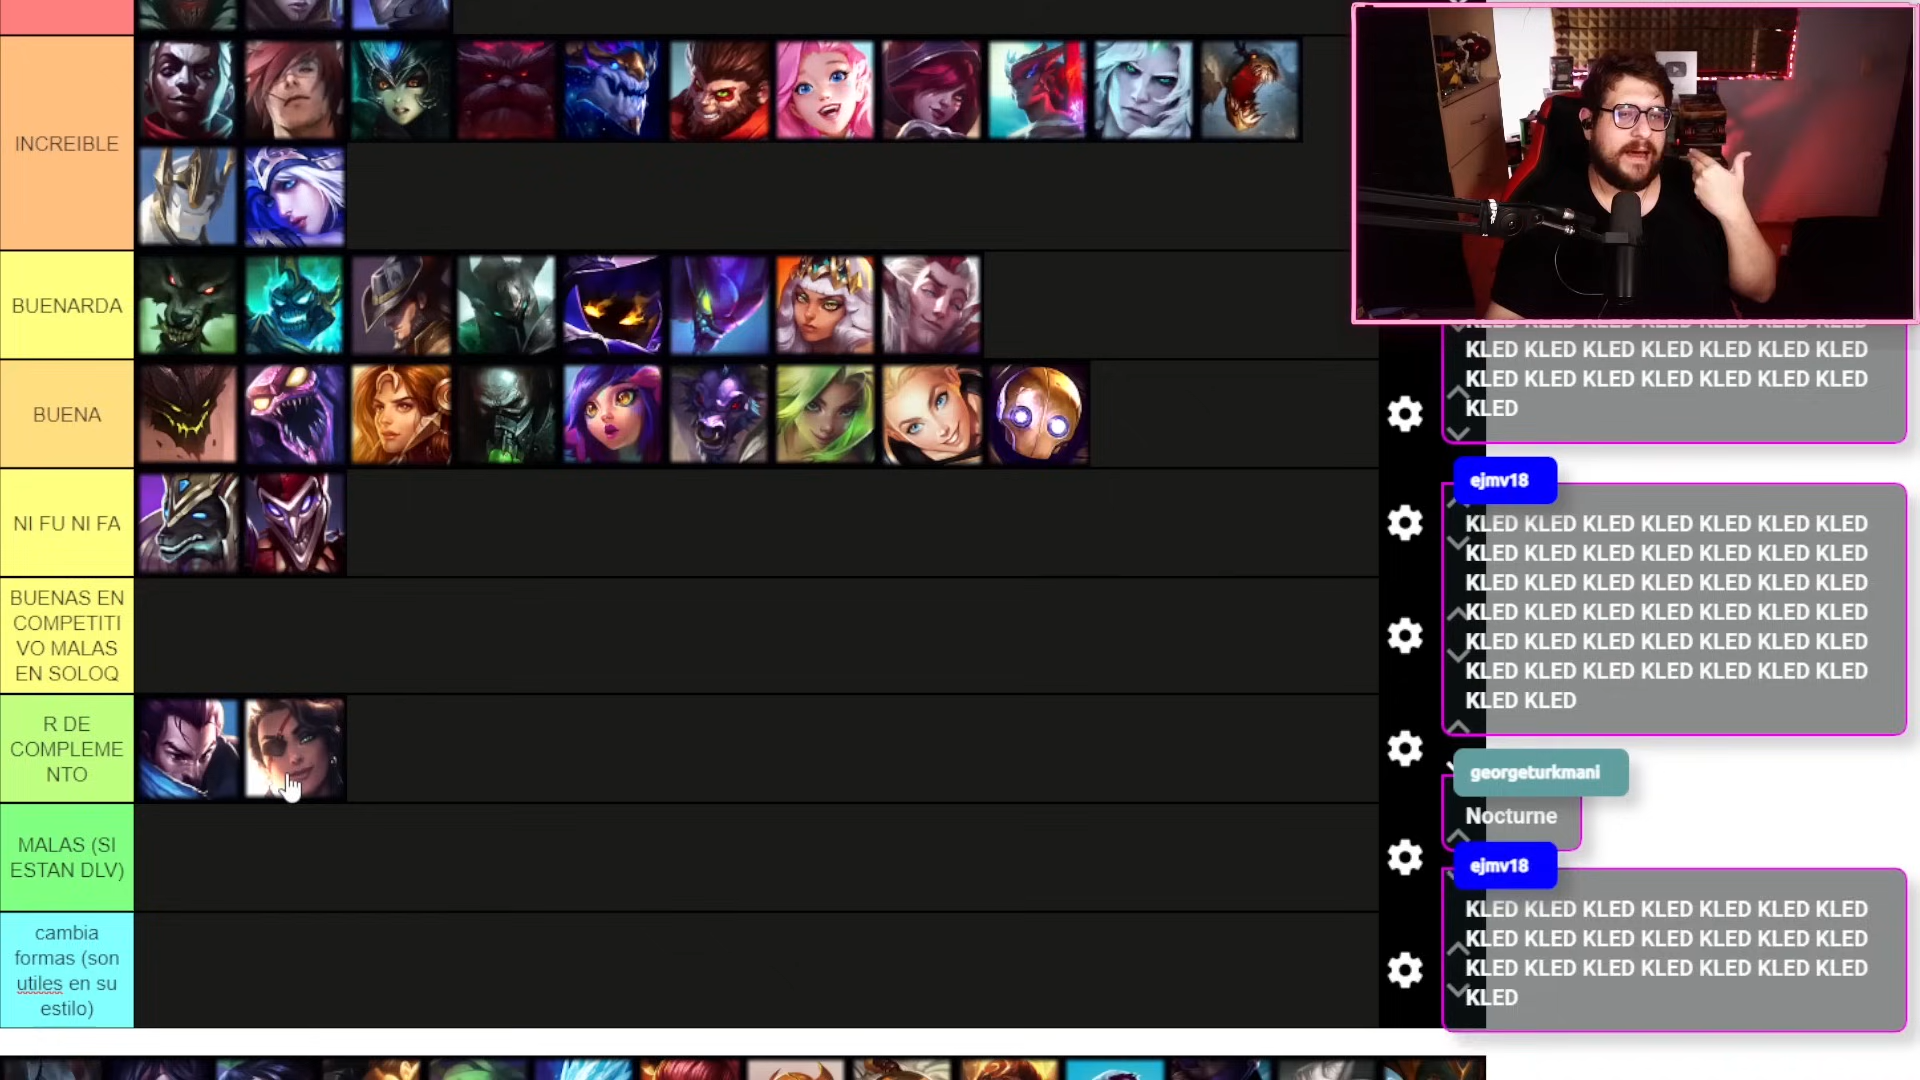 INCREIBLE
BUENARDA
BUENA
NI FU NI FA
BUENAS EN
COMPETITI
VO MALAS
EN SOLOQ
R DE
COMPLEME
NTO
MALAS (SI
ESTAN DLV)
cambia
formas (son
utiles en su
estilo)
KLED KLED KLED KLED KLED KLED KLED
KLED KLED KLED KLED KLED KLED KLED
KLED
ejmv18
KLED KLED KLED KLED KLED KLED KLED
KLED KLED KLED KLED KLED KLED KLED
KLED KLED KLED KLED KLED KLED KLED
KLED KLED KLED KLED KLED KLED KLED
KLED KLED KLED KLED KLED KLED KLED
KLED KLED KLED KLED KLED KLED KLED
KLED KLED
georgeturkmani
Nocturne
ejmv18
KLED KLED KLED KLED KLED KLED KLED
KLED KLED KLED KLED KLED KLED KLED
KLED KLED KLED KLED KLED KLED KLED
KLED